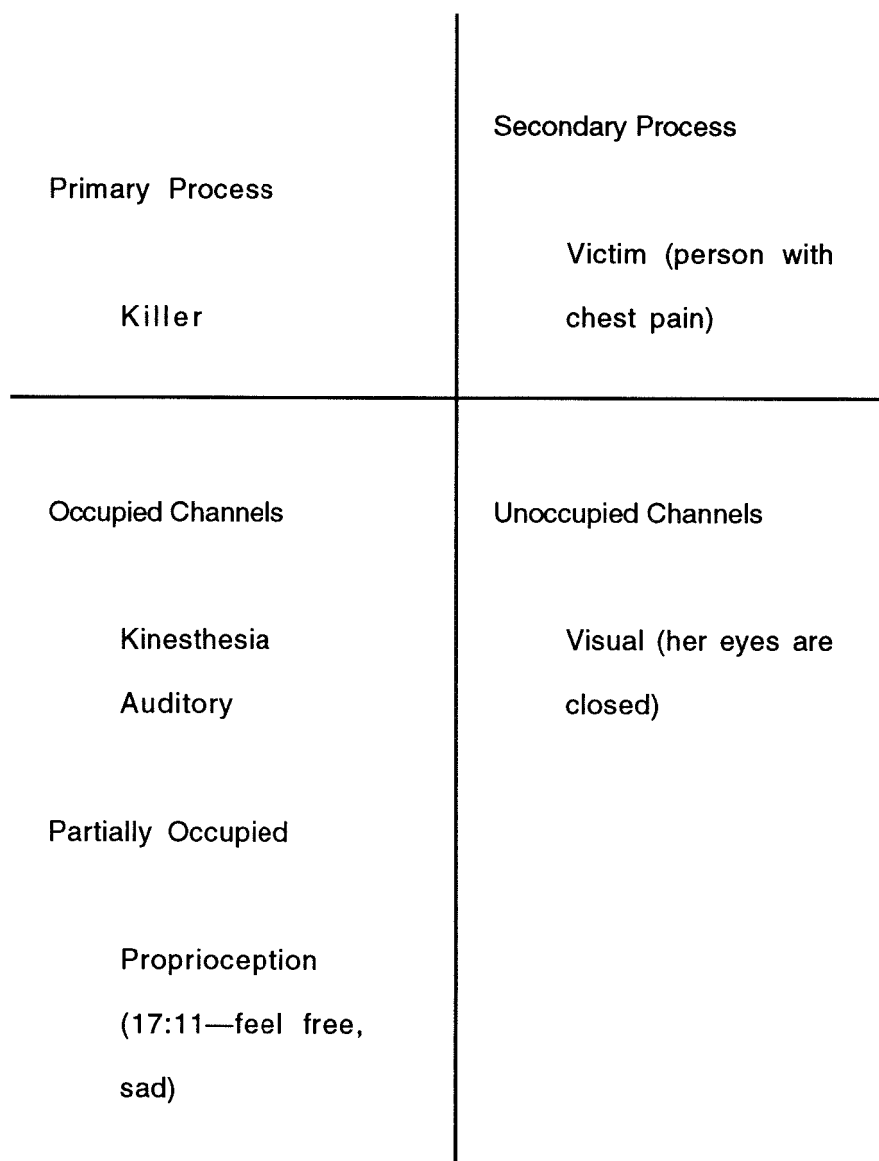 Primary Process
Killer
Secondary Process
Victim (person with
chest pain)
Occupied Channels
Kinesthesia
Auditory
Partially Occupied
Proprioception
(17:11—feel free,
sad)
Unoccupied Channels
Visual (her eyes are
closed)